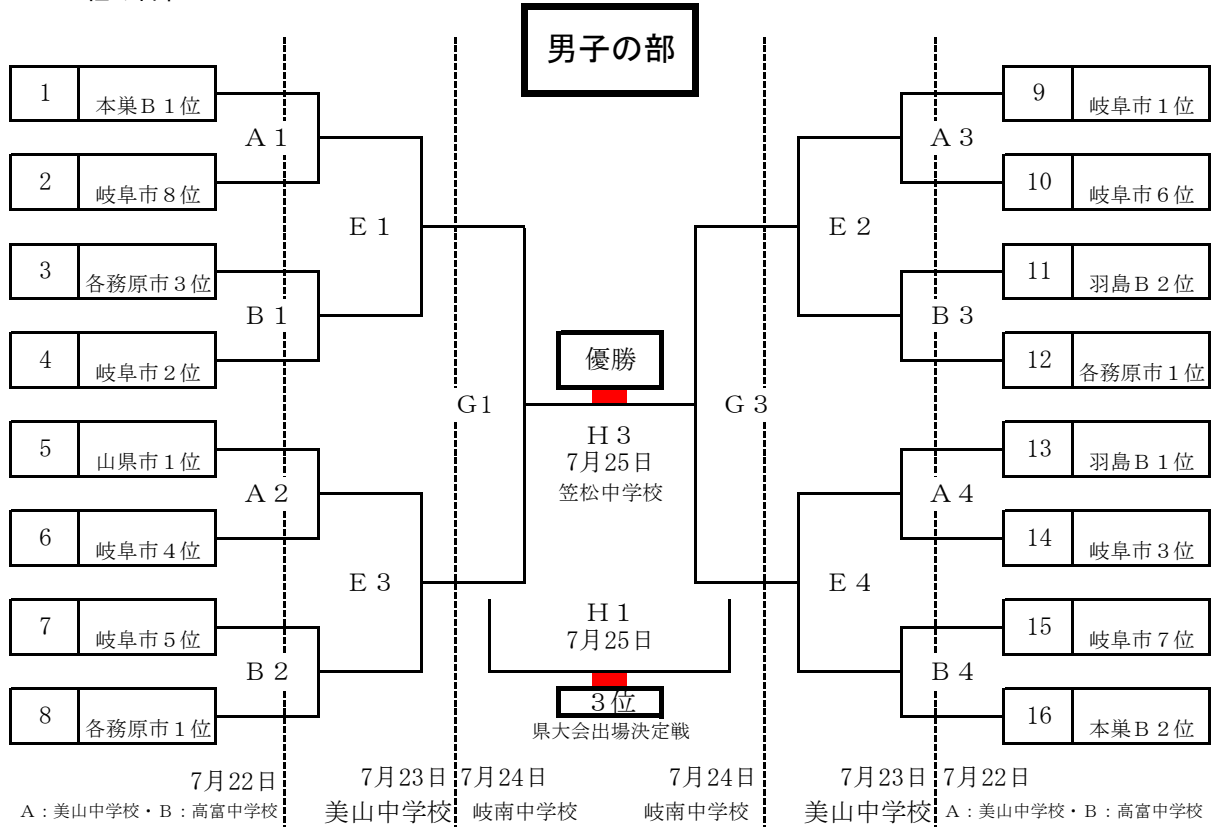 男子の部
1 本巣Ｂ１位
2 岐阜市８位
3 各務原市３位
4 岐阜市２位
5 山県市１位
6 岐阜市４位
7 岐阜市５位
8 各務原市１位
Ａ１
Ｂ１
Ａ２
Ｂ２
Ｅ１
Ｅ３
Ｇ1
優勝
Ｈ３
7月25日
笠松中学校
Ｈ１
7月25日
３位
県大会出場決定戦
Ｇ３
Ｅ２
Ｅ４
Ａ３
Ｂ３
Ａ４
Ｂ４
9 岐阜市１位
10 岐阜市６位
11 羽島Ｂ２位
12 各務原市１位
13 羽島Ｂ１位
14 岐阜市３位
15 岐阜市７位
16 本巣Ｂ２位
7月22日 7月23日 7月24日 7月24日 7月23日 7月22日
Ａ：美山中学校・Ｂ：高富中学校 美山中学校 岐南中学校 岐南中学校 美山中学校 Ａ：美山中学校・Ｂ：高富中学校